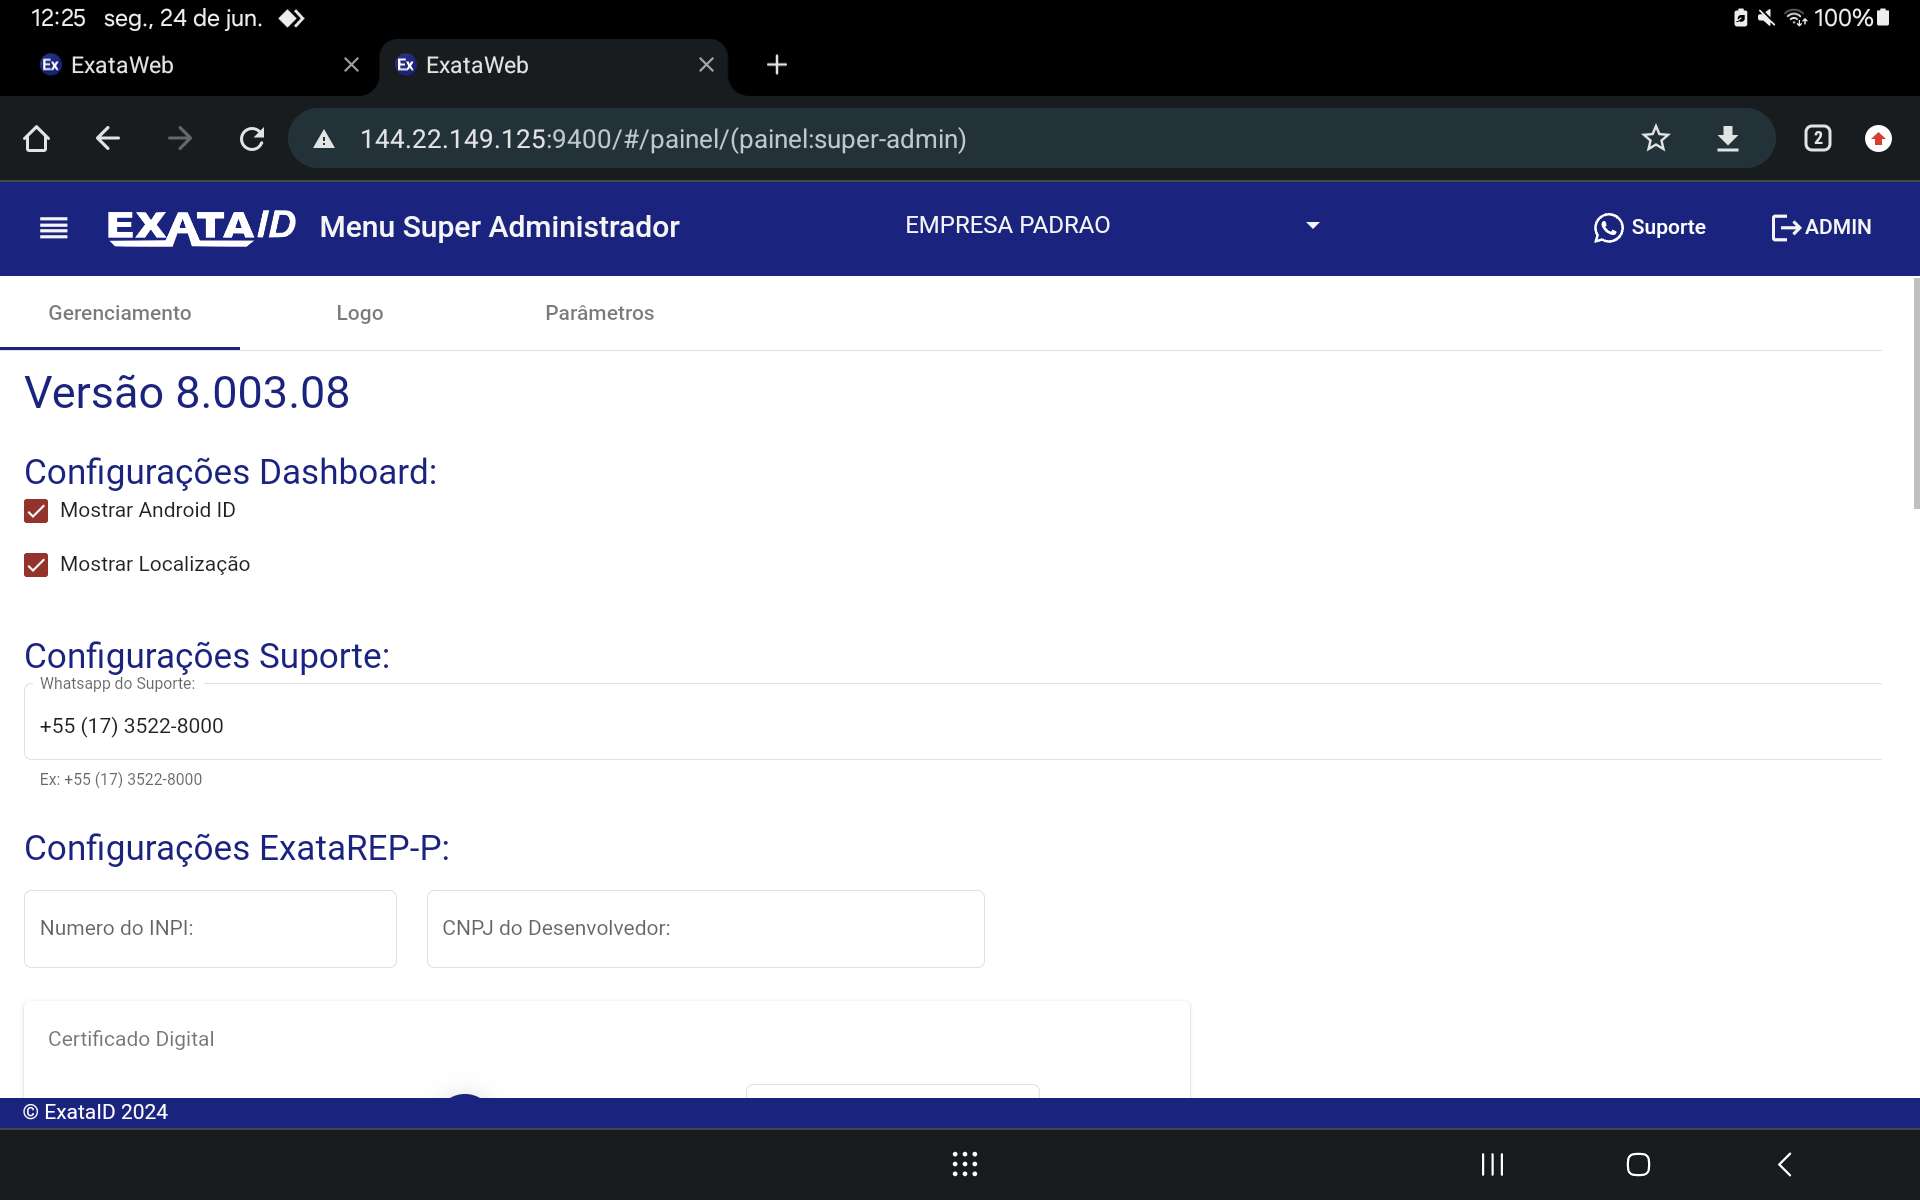 12:25 seg., 24 de jun. 100%
Ex ExataWeb Ex ExataWeb
144.22.149.125:9400/#/painel/(painel:super-admin) 2
EXATAID Menu Super Administrador EMPRESA PADRAO Suporte ADMIN
Gerenciamento Logo Parâmetros
Versão 8.003.08
Configurações Dashboard:
Mostrar Android ID
Mostrar Localização
Configurações Suporte:
Whatsapp do Suporte:
+55 (17) 3522-8000
Ex: +55 (17) 3522-8000
Configurações ExataREP-P:
Numero do INPI: CNPJ do Desenvolvedor:
Certificado Digital
© ExataID 2024